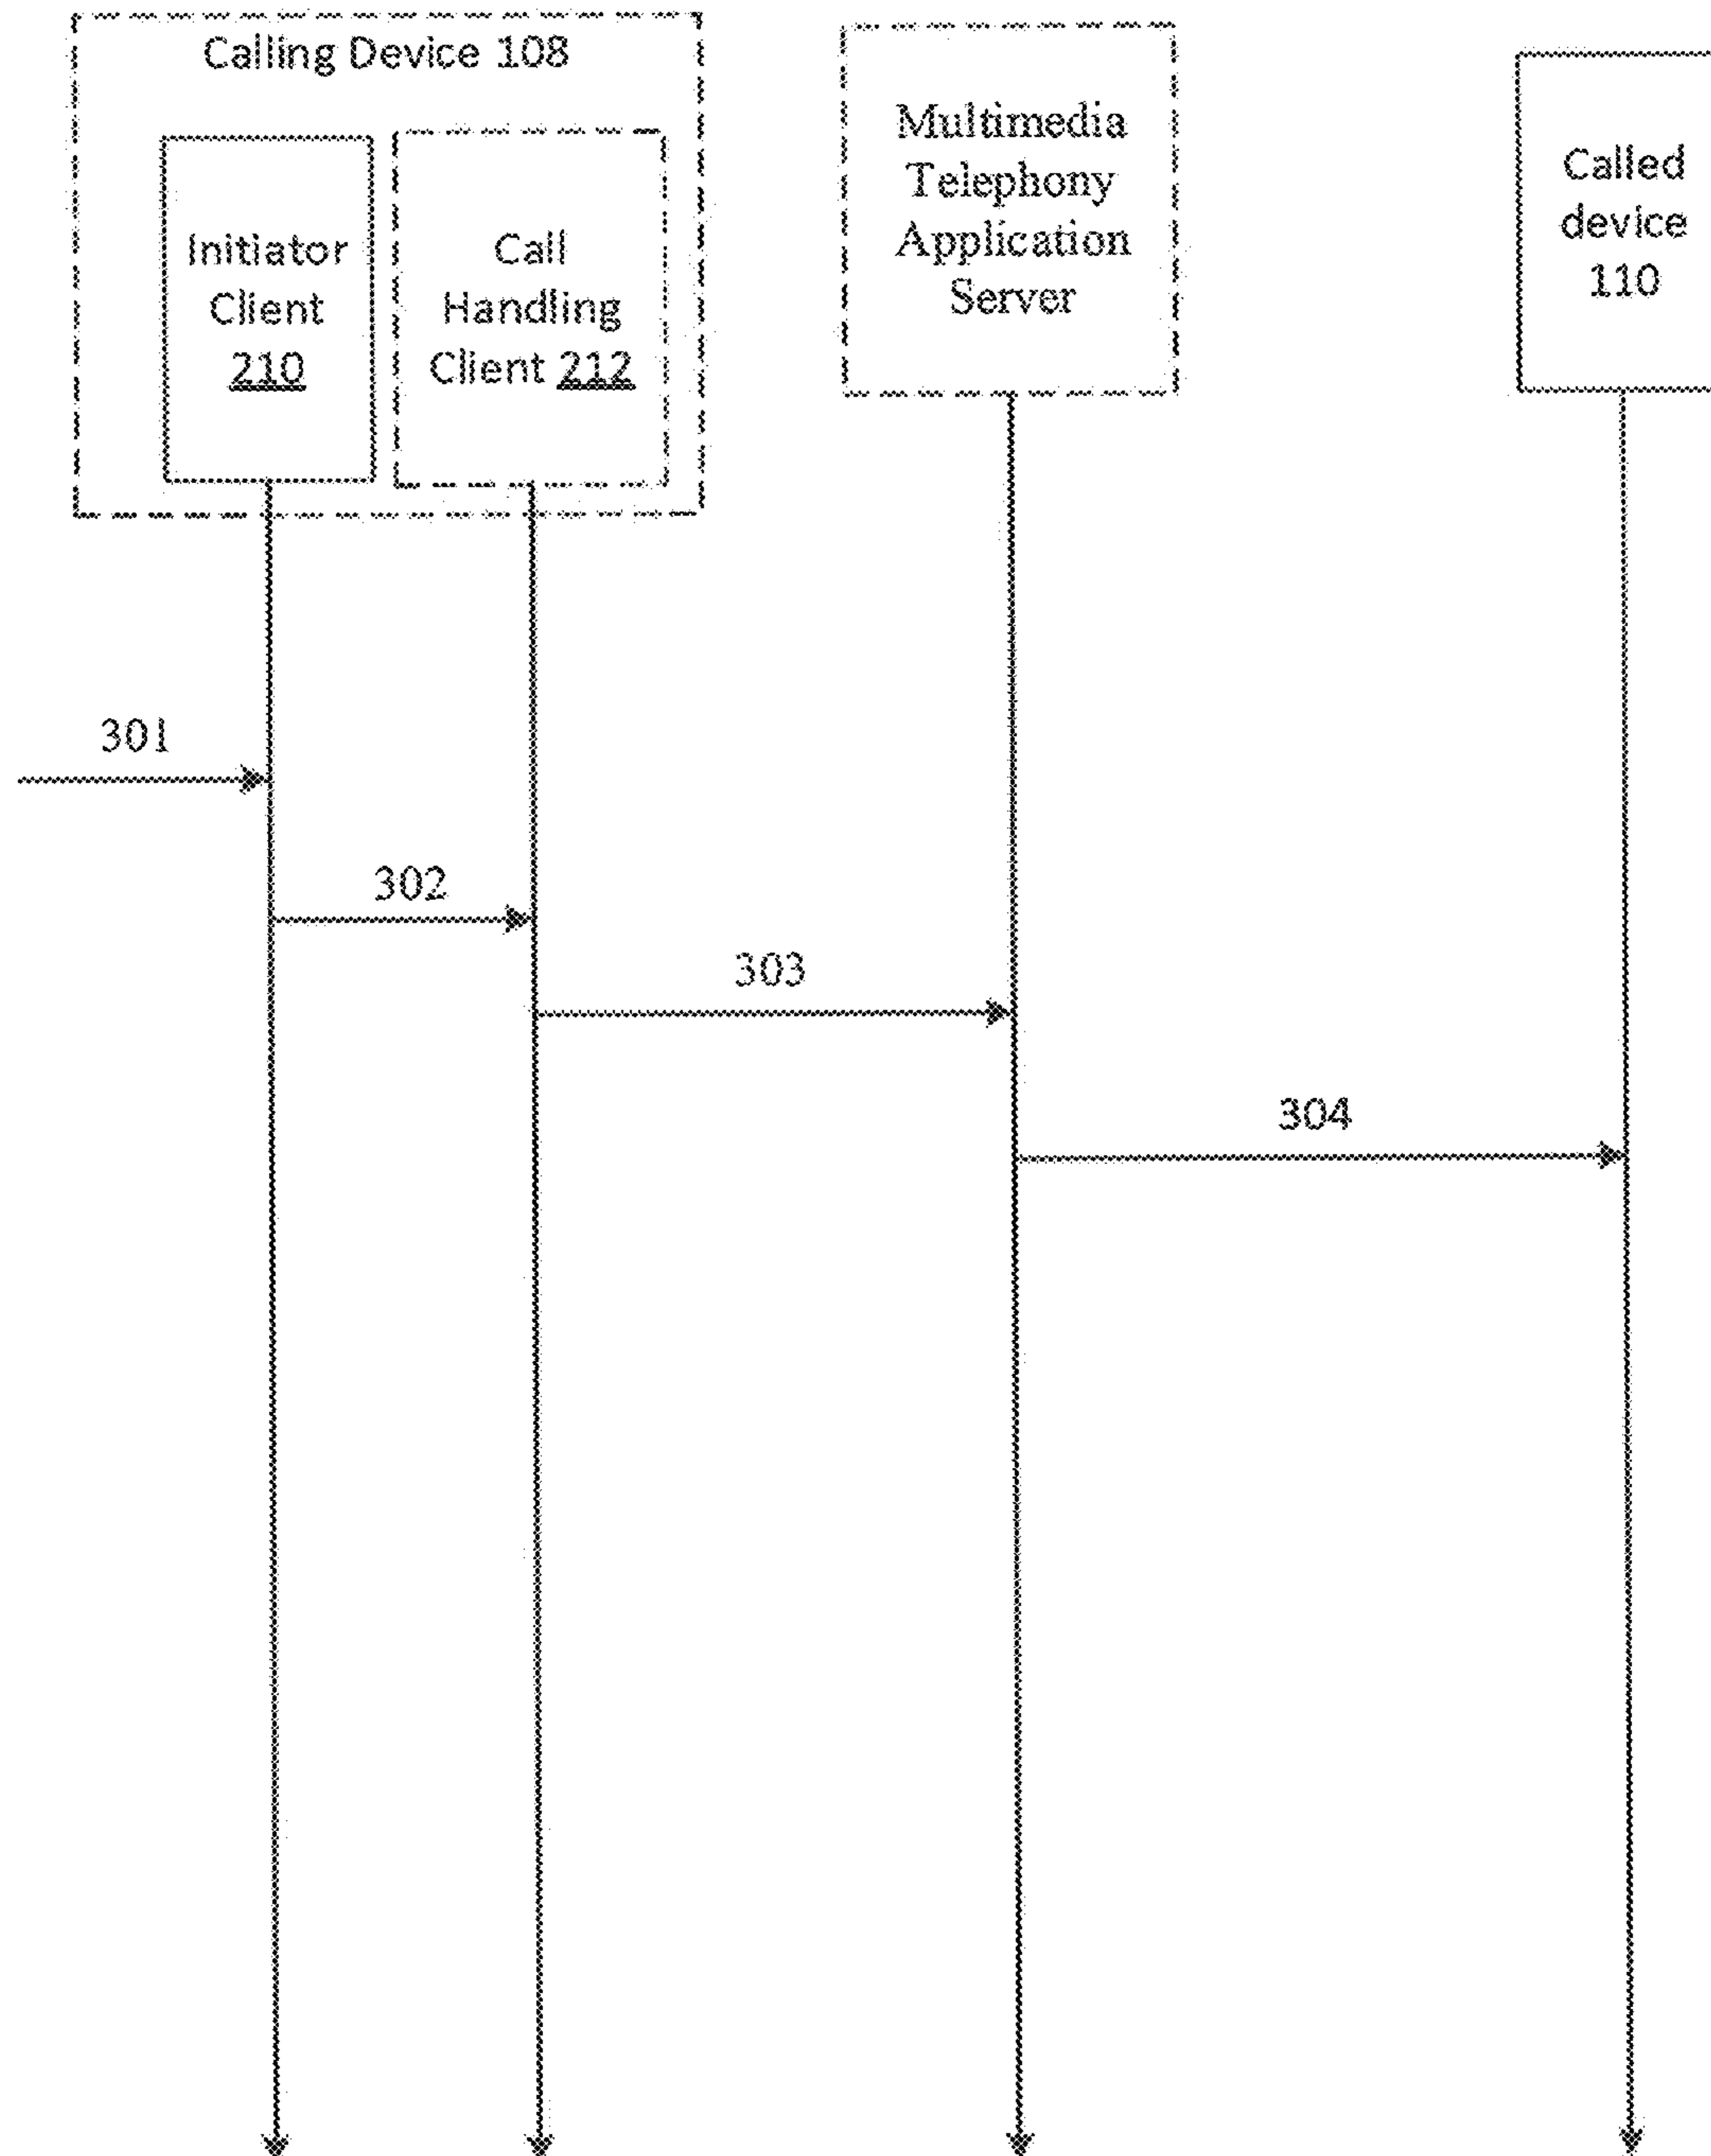 Calling Device 108
Initiator
Client
210
Call
Handling
Client 212
Multimedia
Telephony
Application
Server
Called
device
110
301
302
303
304